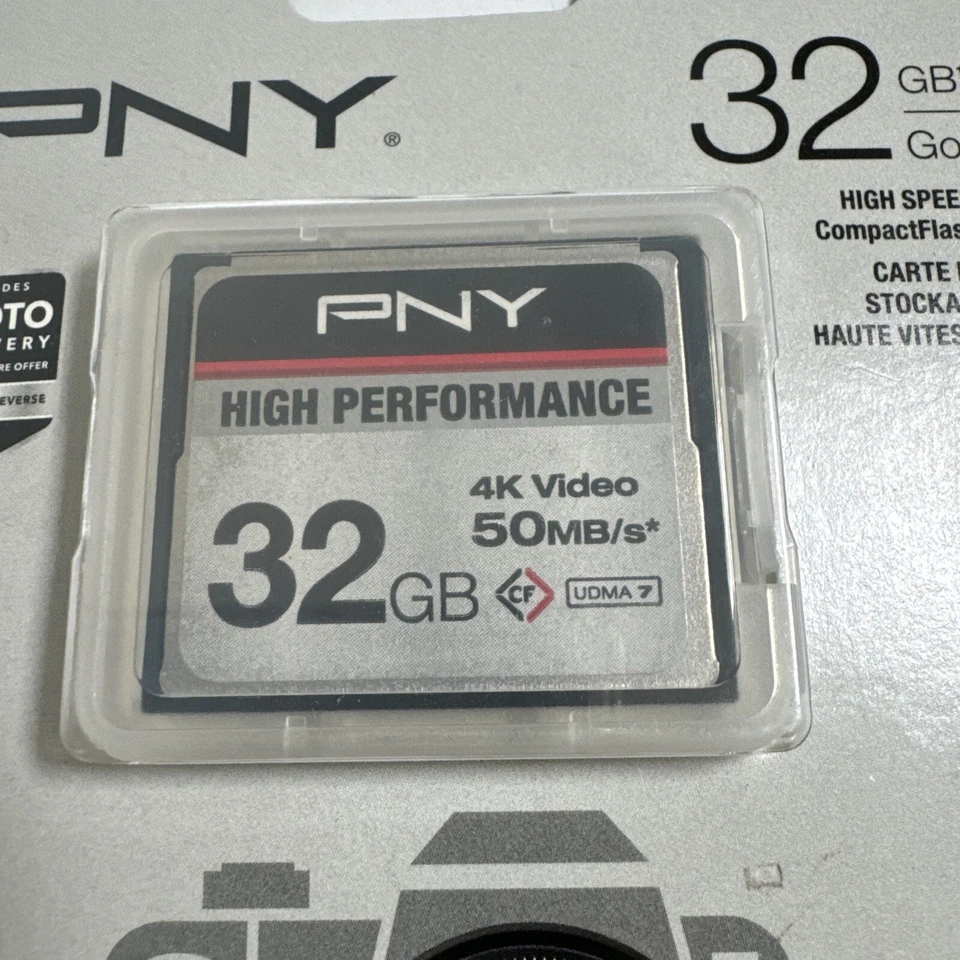 PNY®
32 GB
Go
HIGH SPEE
CompactFlas
CARTE
STOCKA
HAUTE VITES
DES
OTO
ERY
RE OFFER
EVERSE
PNY
HIGH PERFORMANCE
4K Video
50MB/s*
32GB
CF
UDMA 7